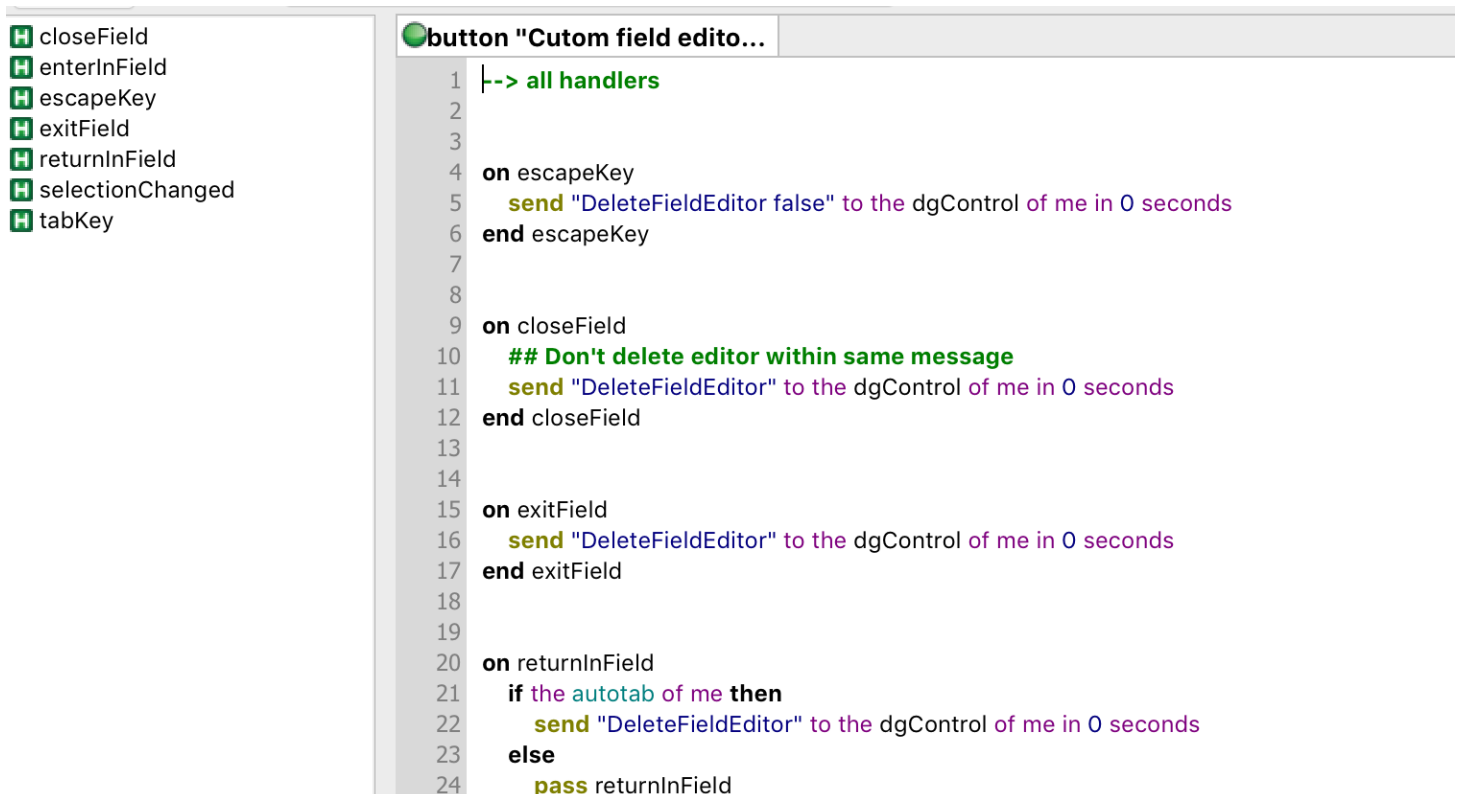 closeField
enterInField
escapeKey
exitField
returnInField
selectionChanged
tabKey
button "Cutom field edito...
1 --> all handlers
2
3
4 on escapeKey
5 send "DeleteFieldEditor false" to the dgControl of me in 0 seconds
6 end escapeKey
7
8
9 on closeField
10 ## Don't delete editor within same message
11 send "DeleteFieldEditor" to the dgControl of me in 0 seconds
12 end closeField
13
14
15 on exitField
16 send "DeleteFieldEditor" to the dgControl of me in 0 seconds
17 end exitField
18
19
20 on returnInField
21 if the autotab of me then
22 send "DeleteFieldEditor" to the dgControl of me in 0 seconds
23 else
24 pass returnInField